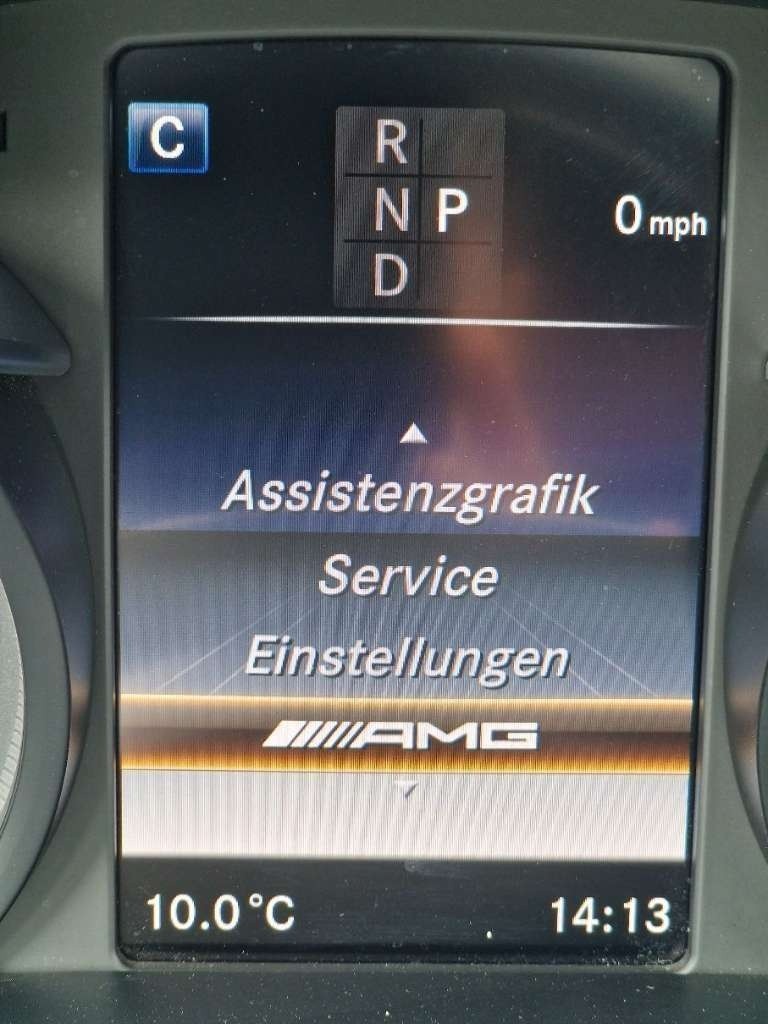 C
R
N P
D
0 mph
Assistenzgrafik
Service
Einstellungen
AMG
10.0°C
14:13